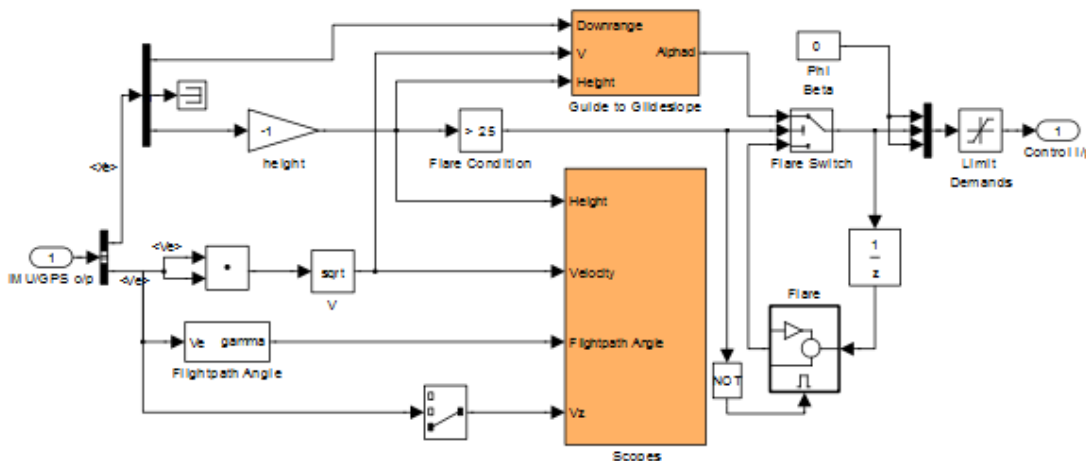 Downrange
V
Alphad
Height
Guide to Glideslope
0
Phi
Beta
-1
height
> 25
Flare Condition
Flare Switch
Limit
Demands
1
Control i/p
<Xe>
Height
1
IMU/GPS o/p
<Ve>
<Ve>
sqrt
V
Velocity
1
z
Flare
Ve
gamma
Flightpath Angle
Flightpath Angle
NOT
Vz
Scopes